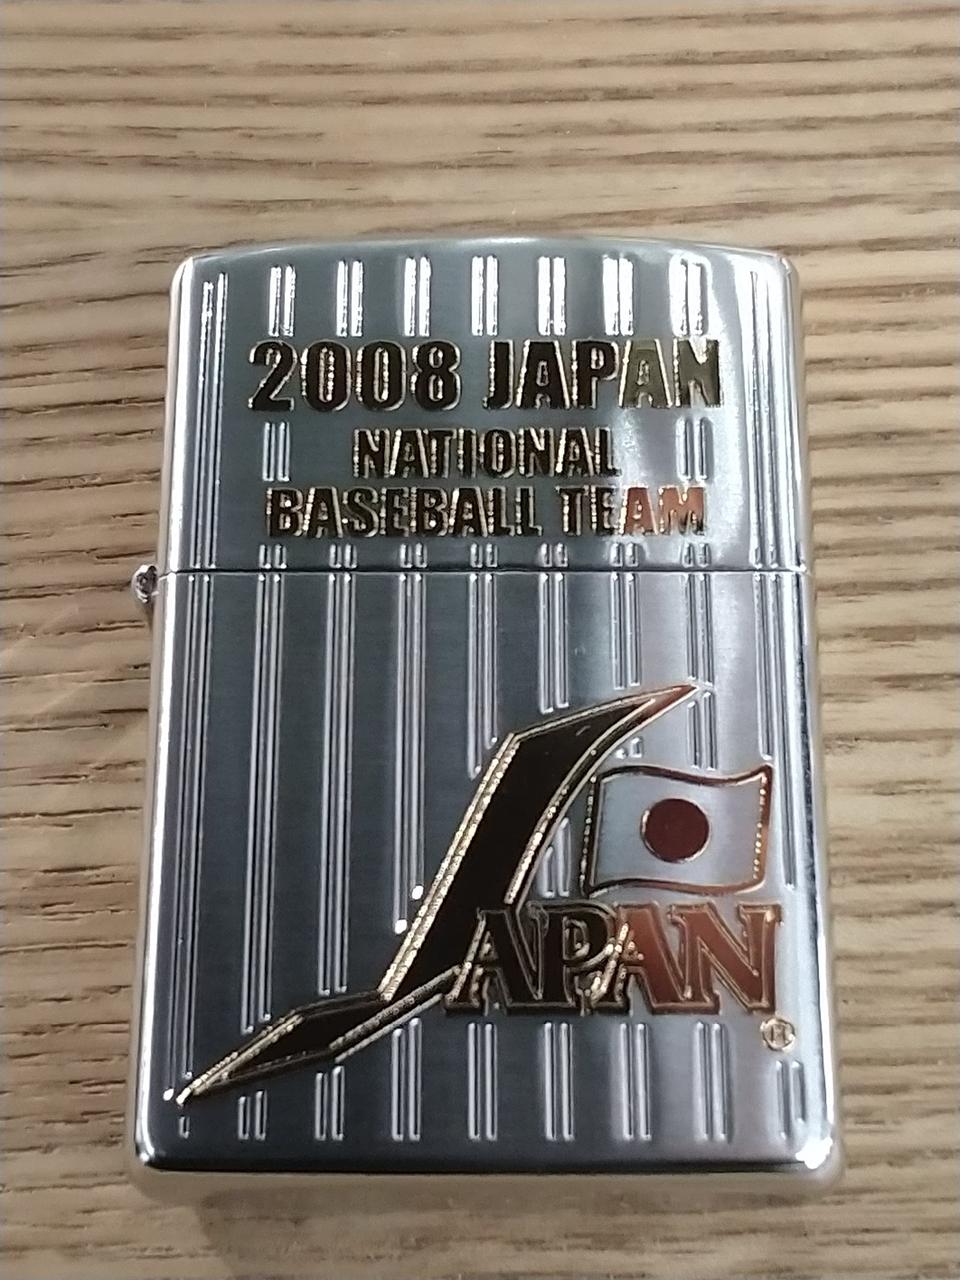 2008 JAPAN
NATIONAL
BASEBALL TEAM
JAPAN
®